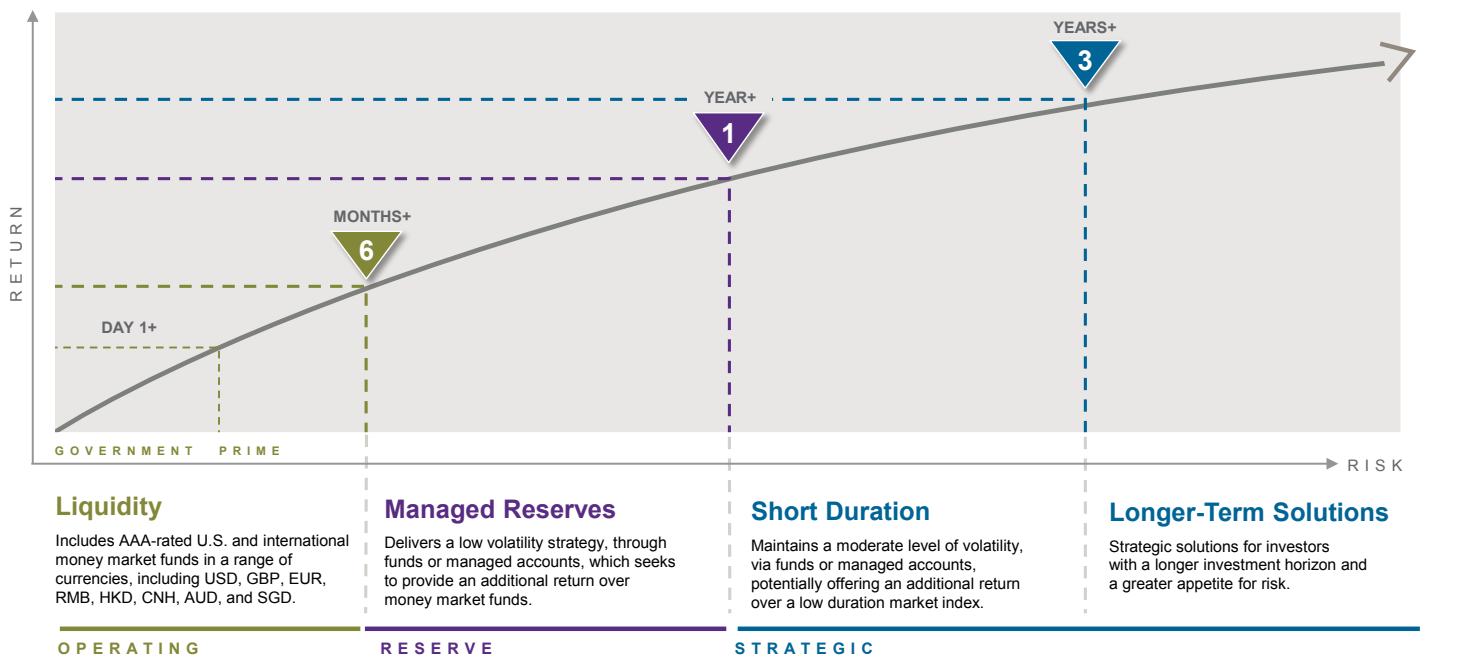 YEARS+
3
YEAR+
1
MONTHS+
6
DAY 1+
RETURN
GOVERNMENT PRIME
RISK
Liquidity
Includes AAA-rated U.S. and international
money market funds in a range of
currencies, including USD, GBP, EUR,
RMB, HKD, CNH, AUD, and SGD.
Managed Reserves
Delivers a low volatility strategy, through
funds or managed accounts, which seeks
to provide an additional return over
money market funds.
Short Duration
Maintains a moderate level of volatility,
via funds or managed accounts,
potentially offering an additional return
over a low duration market index.
Longer-Term Solutions
Strategic solutions for investors
with a longer investment horizon and
a greater appetite for risk.
OPERATING
RESERVE
STRATEGIC